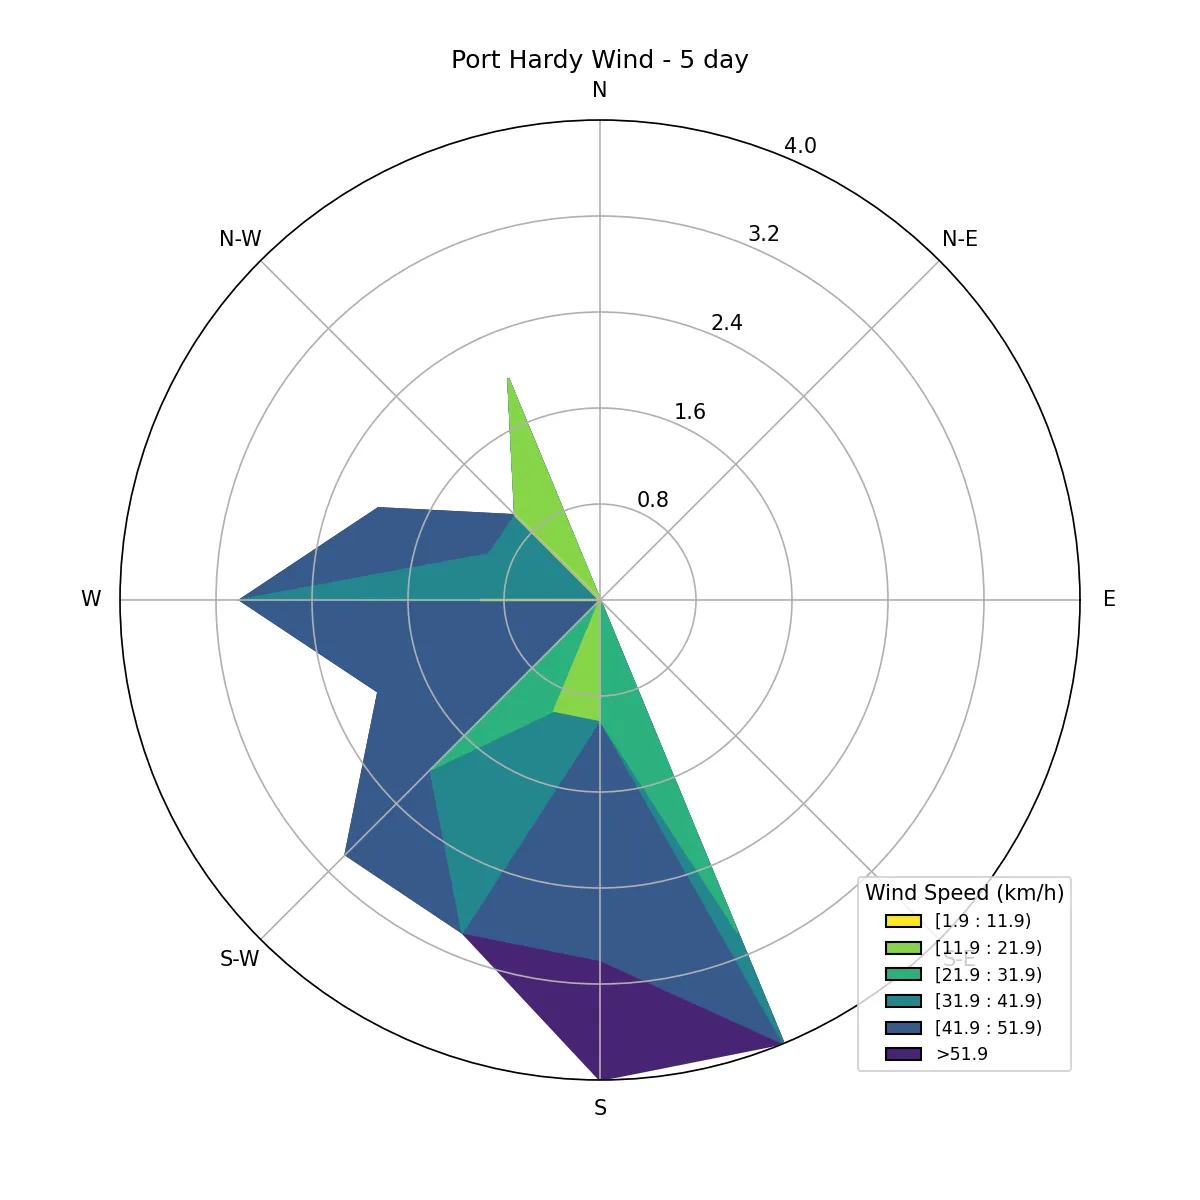 Port Hardy Wind - 5 day
N
4.0
3.2
N-W
N-E
2.4
1.6
0.8
W
E
Wind Speed (km/h)
[1.9 : 11.9)
[11.9 : 21.9)
S-W
S-E
[21.9 : 31.9)
[31.9 : 41.9)
[41.9 : 51.9)
>51.9
S